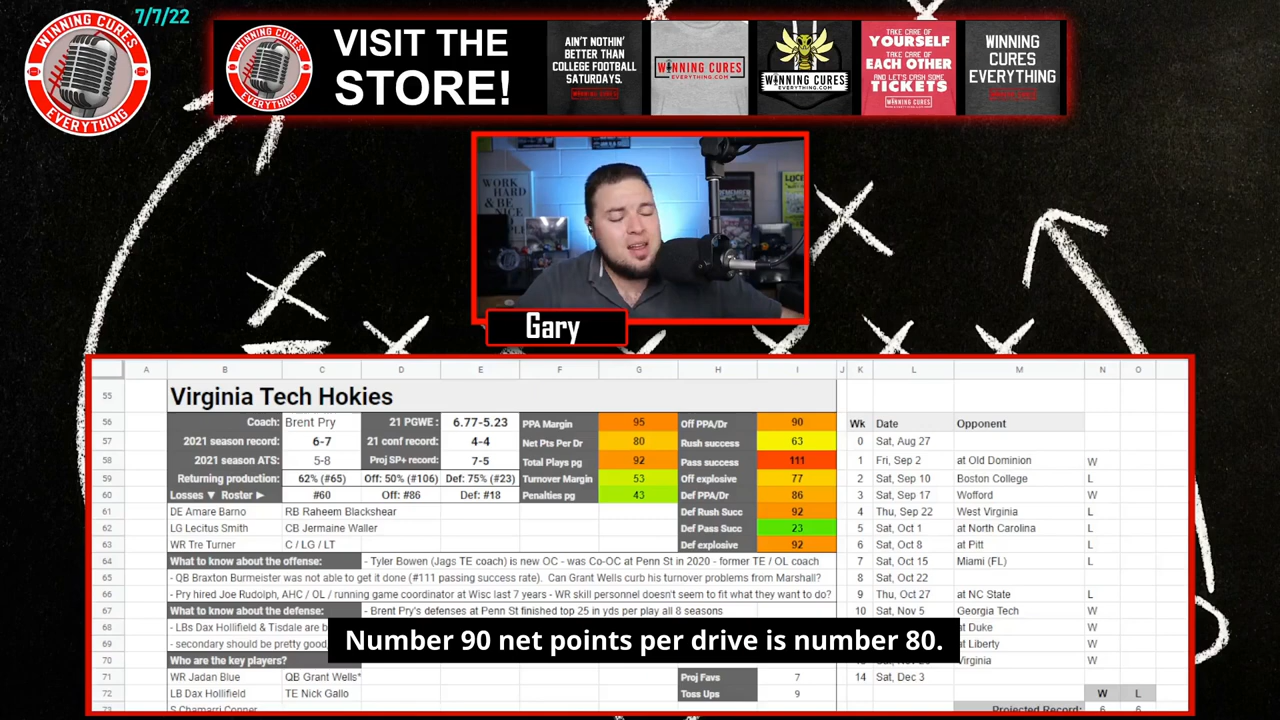 7/7/22
WINNING CURES
EVERYTHING
VISIT THE
STORE!
AIN'T NOTHIN'
BETTER THAN
COLLEGE FOOTBALL
SATURDAYS.
WINNING CURES
EVERYTHING.COM
WINNING CURES
EVERYTHING.COM
TAKE CARE OF
YOURSELF
TAKE CARE OF
EACH OTHER
AND LET'S CASH SOME
TICKETS
WINNING
CURES
EVERYTHING
WORK
HARD
& BE
NICE
Gary
A B C D E F G H I J K L M N O
55 Virginia Tech Hokies
56 Coach: Brent Pry 21 PGWE : 6.77-5.23 PPA Margin 95 Off PPA/Dr 90 Wk Date Opponent
57 2021 season record: 6-7 21 conf record: 4-4 Net Pts Per Dr 80 Rush success 63 0 Sat, Aug 27
58 2021 season ATS: 5-8 Proj SP+ record: 7-5 Total Plays pg 92 Pass success 111 1 Fri, Sep 2 at Old Dominion W
59 Returning production: 62% (#65) Off: 50% (#106) Def: 75% (#23) Turnover Margin 53 Off explosive 77 2 Sat, Sep 10 Boston College L
60 Losses ▼ Roster ► #60 Off: #86 Def: #18 Penalties pg 43 Def PPA/Dr 86 3 Sat, Sep 17 Wofford W
61 DE Amare Barno RB Raheem Blackshear Def Rush Succ 92 4 Thu, Sep 22 West Virginia L
62 LG Lecitus Smith CB Jermaine Waller Def Pass Succ 23 5 Sat, Oct 1 at North Carolina L
63 WR Tre Turner C / LG / LT Def explosive 92 6 Sat, Oct 8 at Pitt L
64 What to know about the offense: - Tyler Bowen (Jags TE coach) is new OC - was Co-OC at Penn St in 2020 - former TE / OL coach 7 Sat, Oct 15 Miami (FL) L
65 - QB Braxton Burmeister was not able to get it done (#111 passing success rate). Can Grant Wells curb his turnover problems from Marshall? 8 Sat, Oct 22
66 - Pry hired Joe Rudolph, AHC / OL / running game coordinator at Wisc last 7 years - WR skill personnel doesn't seem to fit what they want to do? 9 Thu, Oct 27 at NC State L
67 What to know about the defense: - Brent Pry's defenses at Penn St finished top 25 in yds per play all 8 seasons 10 Sat, Nov 5 Georgia Tech W
68 - LBs Dax Hollifield & Tisdale are b at Duke W
69 - secondary should be pretty good at Liberty W
70 Who are the key players? Virginia W
71 WR Jadan Blue QB Grant Wells* Proj Favs 7 14 Sat, Dec 3
72 LB Dax Hollifield TE Nick Gallo Toss Ups 9 W L
73 S Chamarri Conner Projected Record: 6 6
Number 90 net points per drive is number 80.